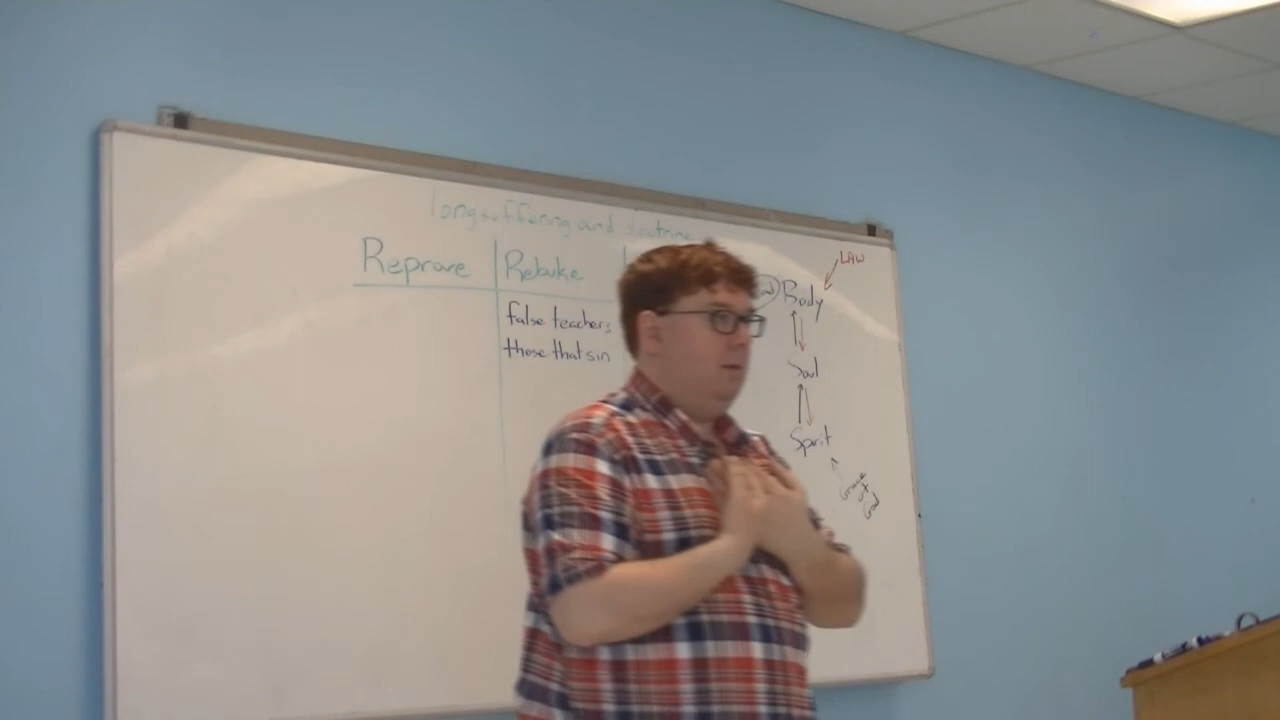 longsuffering and doctrine
Reprove Rebuke
false teachers
those that sin
LAW
Body
Soul
Spirit
Grace
of
God